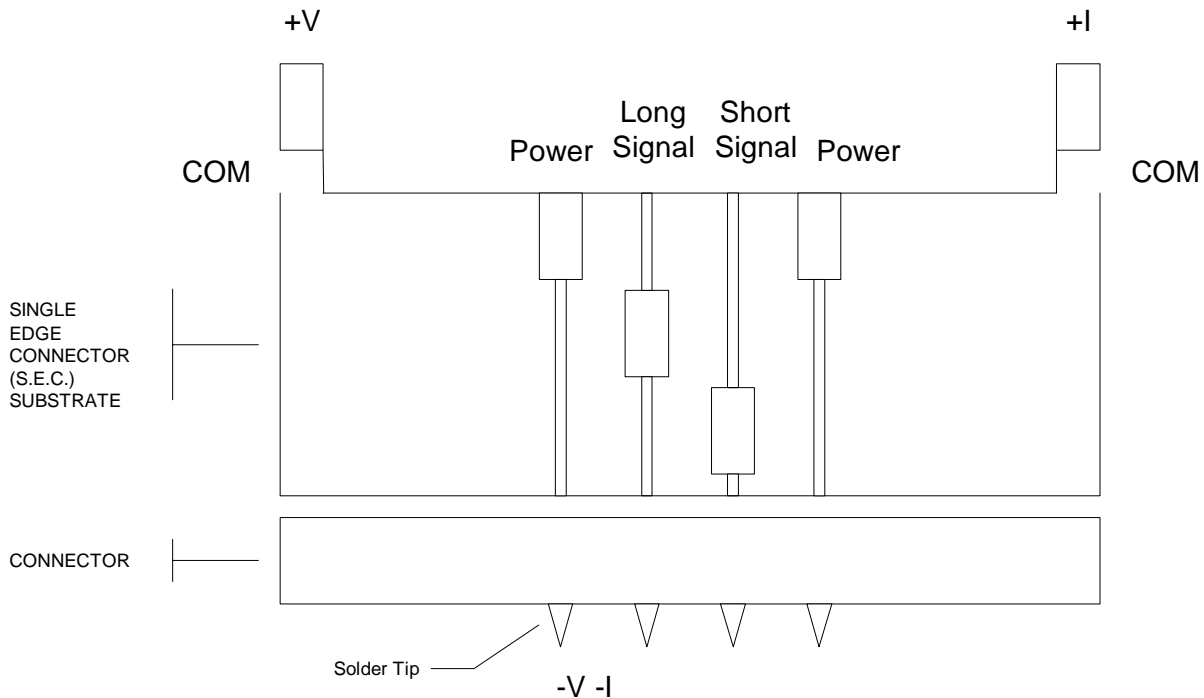 +V
+I
Long
Signal
Short
Signal
Power
Power
COM
COM
SINGLE
EDGE
CONNECTOR
(S.E.C.)
SUBSTRATE
CONNECTOR
Solder Tip
-V -I